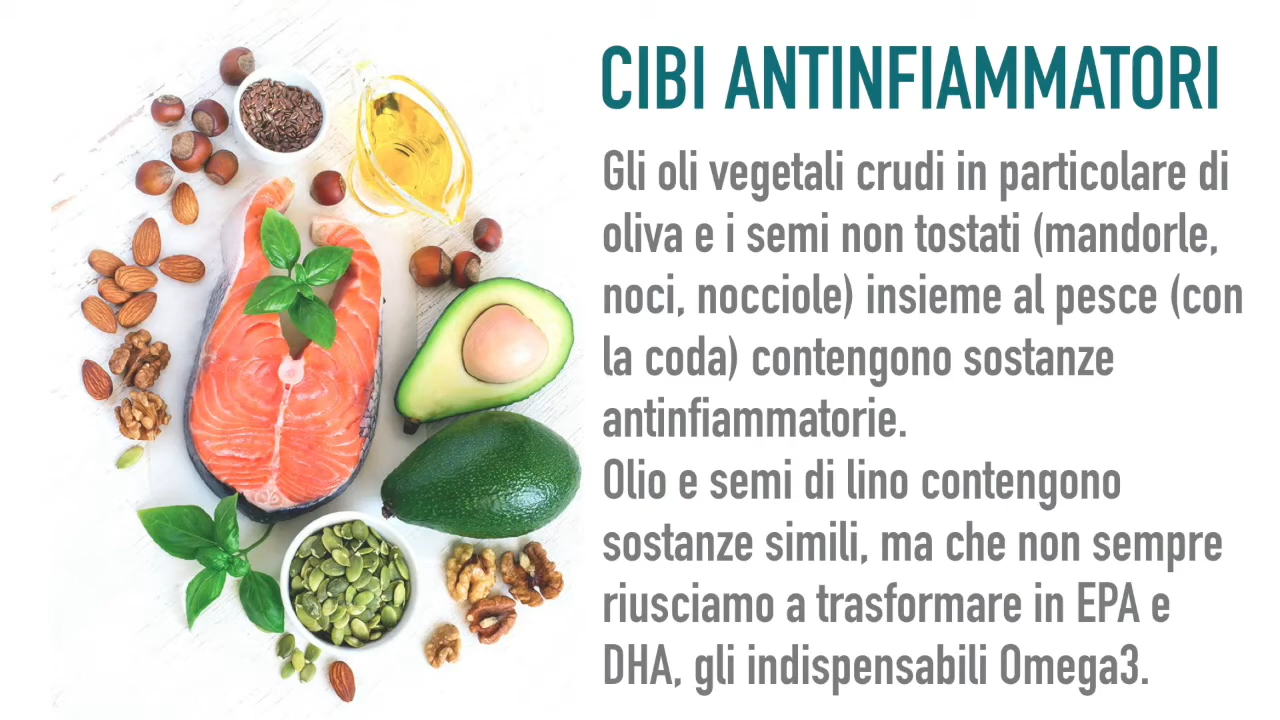 CIBI ANTINFIAMMATORI
Gli oli vegetali crudi in particolare di
oliva e i semi non tostati (mandorle,
noci, nocciole) insieme al pesce (con
la coda) contengono sostanze
antinfiammatorie.
Olio e semi di lino contengono
sostanze simili, ma che non sempre
riusciamo a trasformare in EPA e
DHA, gli indispensabili Omega3.